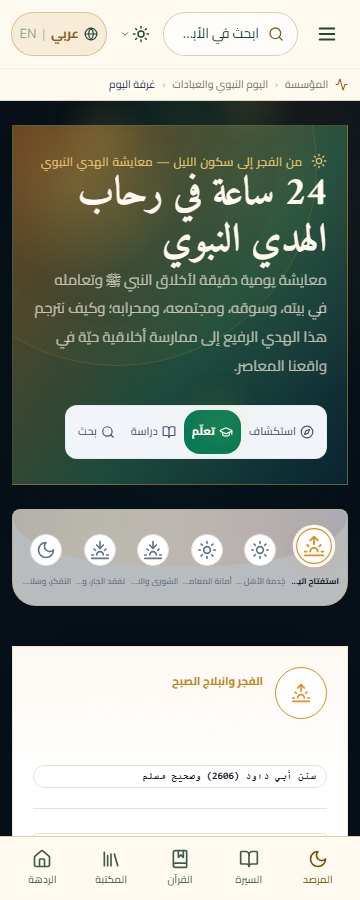 ابحث في الأبـ...
عربي | EN
المؤسسة › اليوم النبوي والعبادات › غرفة اليوم
من الفجر إلى سكون الليل — معايشة الهدي النبوي
24 ساعة في رحاب
الهدي النبوي
معايشة يومية دقيقة لأخلاق النبي ﷺ وتعامله
في بيته، وسوقه، ومجتمعه، ومحرابه؛ وكيف نترجم
هذا الهدي الرفيع إلى ممارسة أخلاقية حيّة في
واقعنا المعاصر.
استكشاف
تعلّم
دراسة
بحث
استفتاح اليـ...
خدمة الأهل ...
أمانة المعامـ...
الشورى والاـ...
تفقد الجار، و...
التفكر، وسلا...
الفجر وانبلاج الصبح
سنن أبي داود (2606) وصحيح مسلم
المرصد
السيرة
القرآن
المكتبة
الردهة